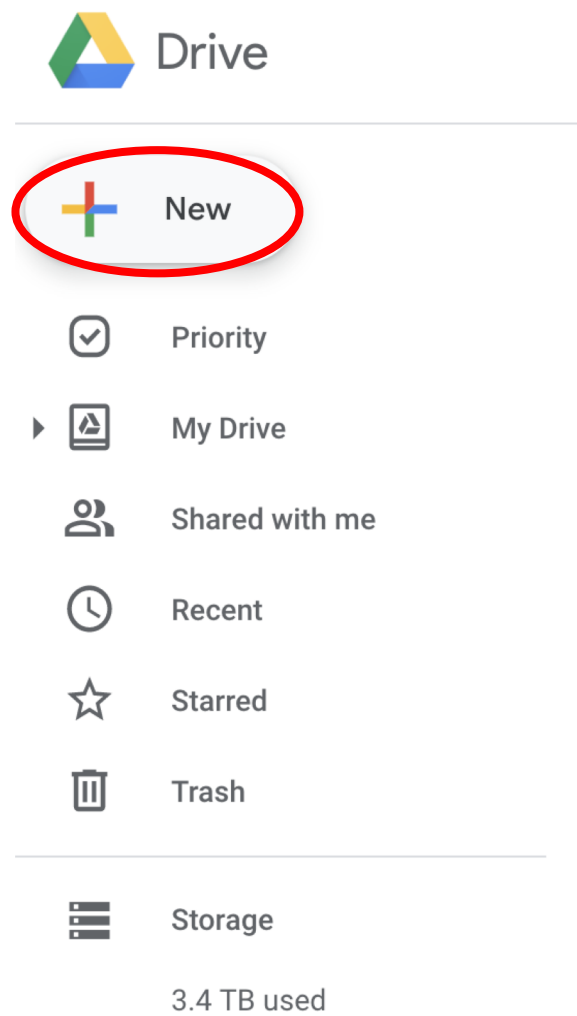 Drive
New
Priority
My Drive
Shared with me
Recent
Starred
Trash
Storage
3.4 TB used